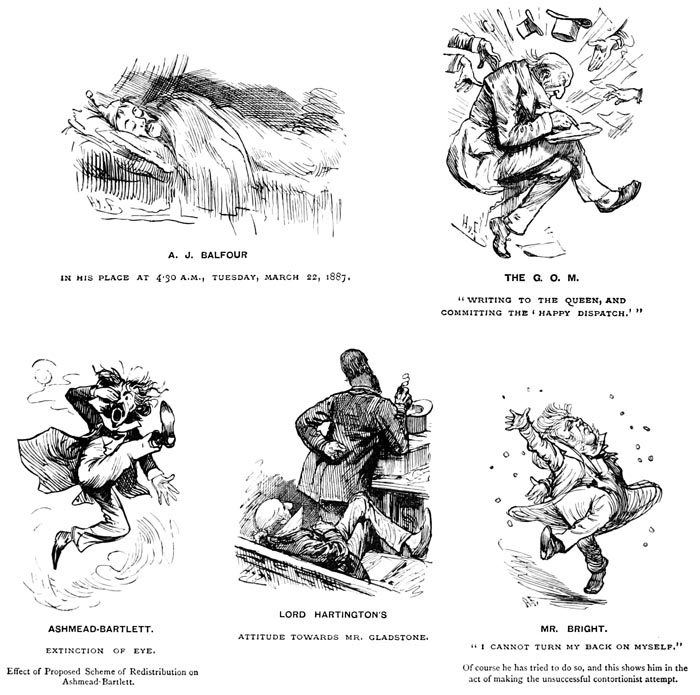 Hy. F.
A. J. BALFOUR
IN HIS PLACE AT 4·30 A.M., TUESDAY, MARCH 22, 1887.
Hy. F.
THE G. O. M.
“WRITING TO THE QUEEN, AND
COMMITTING THE ‘HAPPY DISPATCH.’”
ASHMEAD-BARTLETT.
EXTINCTION OF EYE.
Effect of Proposed Scheme of Redistribution on
Ashmead-Bartlett.
LORD HARTINGTON’S
ATTITUDE TOWARDS MR. GLADSTONE.
MR. BRIGHT.
“I CANNOT TURN MY BACK ON MYSELF.”
Of course he has tried to do so, and this shows him in the
act of making the unsuccessful contortionist attempt.